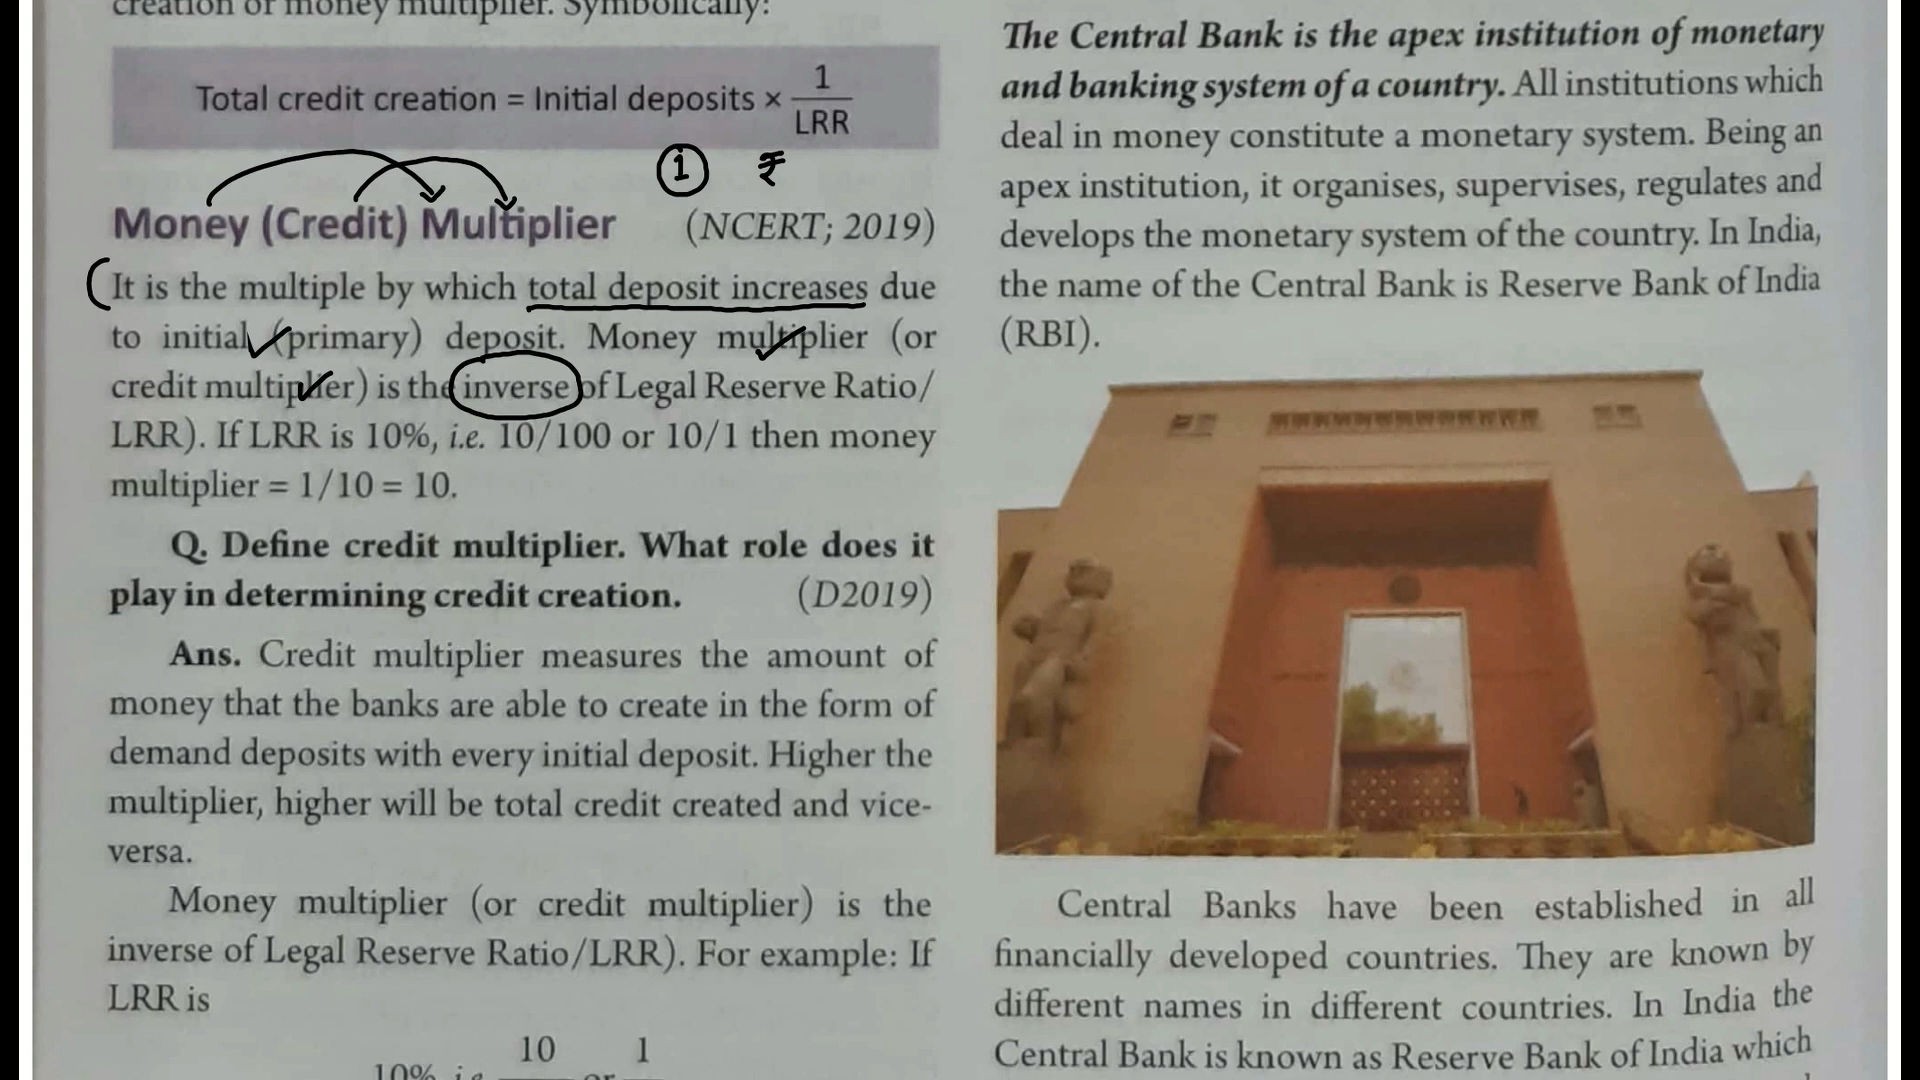 creation or money multiplier. Symbolically:
Total credit creation = Initial deposits × 1/LRR
① ₹
Money (Credit) Multiplier (NCERT; 2019)
It is the multiple by which total deposit increases due
to initial (primary) deposit. Money multiplier (or
credit multiplier) is the inverse of Legal Reserve Ratio/
LRR). If LRR is 10%, i.e. 10/100 or 10/1 then money
multiplier = 1/10 = 10.
Q. Define credit multiplier. What role does it
play in determining credit creation. (D2019)
Ans. Credit multiplier measures the amount of
money that the banks are able to create in the form of
demand deposits with every initial deposit. Higher the
multiplier, higher will be total credit created and vice-
versa.
Money multiplier (or credit multiplier) is the
inverse of Legal Reserve Ratio/LRR). For example: If
LRR is
10 1
10% i.e. or
The Central Bank is the apex institution of monetary
and banking system of a country. All institutions which
deal in money constitute a monetary system. Being an
apex institution, it organises, supervises, regulates and
develops the monetary system of the country. In India,
the name of the Central Bank is Reserve Bank of India
(RBI).
Central Banks have been established in all
financially developed countries. They are known by
different names in different countries. In India the
Central Bank is known as Reserve Bank of India which